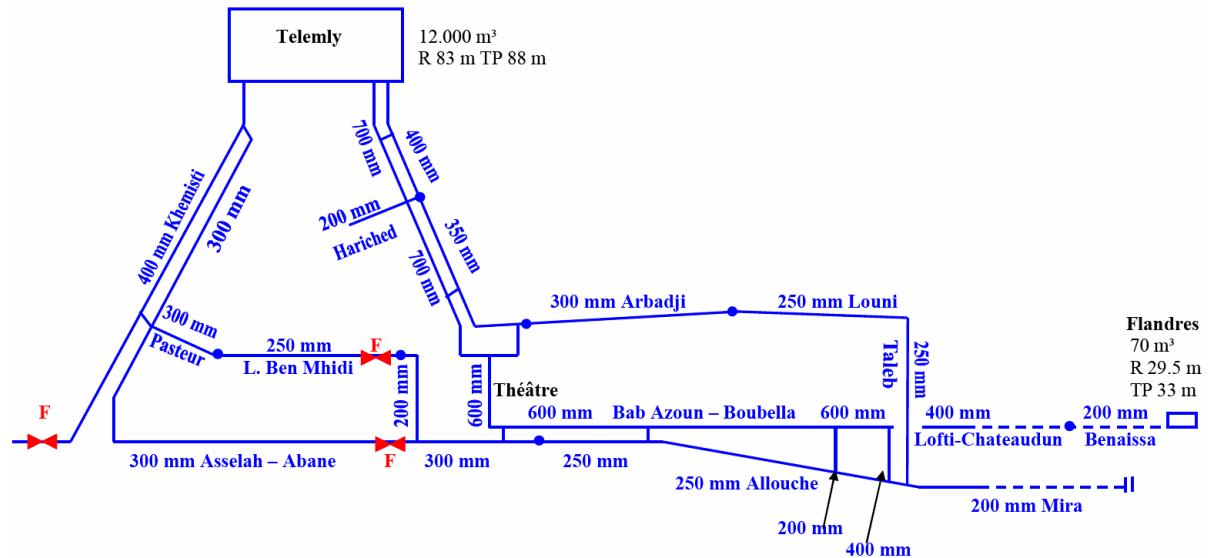 Telemly
12.000 m³
R 83 m TP 88 m
700 mm
400 mm
400 mm Khemisti
300 mm
200 mm
Hariched
350 mm
700 mm
300 mm Arbadji
250 mm Louni
300 mm
Pasteur
250 mm
F
L. Ben Mhidi
200 mm
600 mm
Théâtre
Taleb
250 mm
Flandres
70 m³
R 29.5 m
TP 33 m
F
600 mm
Bab Azoun – Boubella
600 mm
400 mm
200 mm
Lofti-Chateaudun
Benaissa
300 mm Asselah – Abane
F
300 mm
250 mm
250 mm Allouche
200 mm Mira
200 mm
400 mm